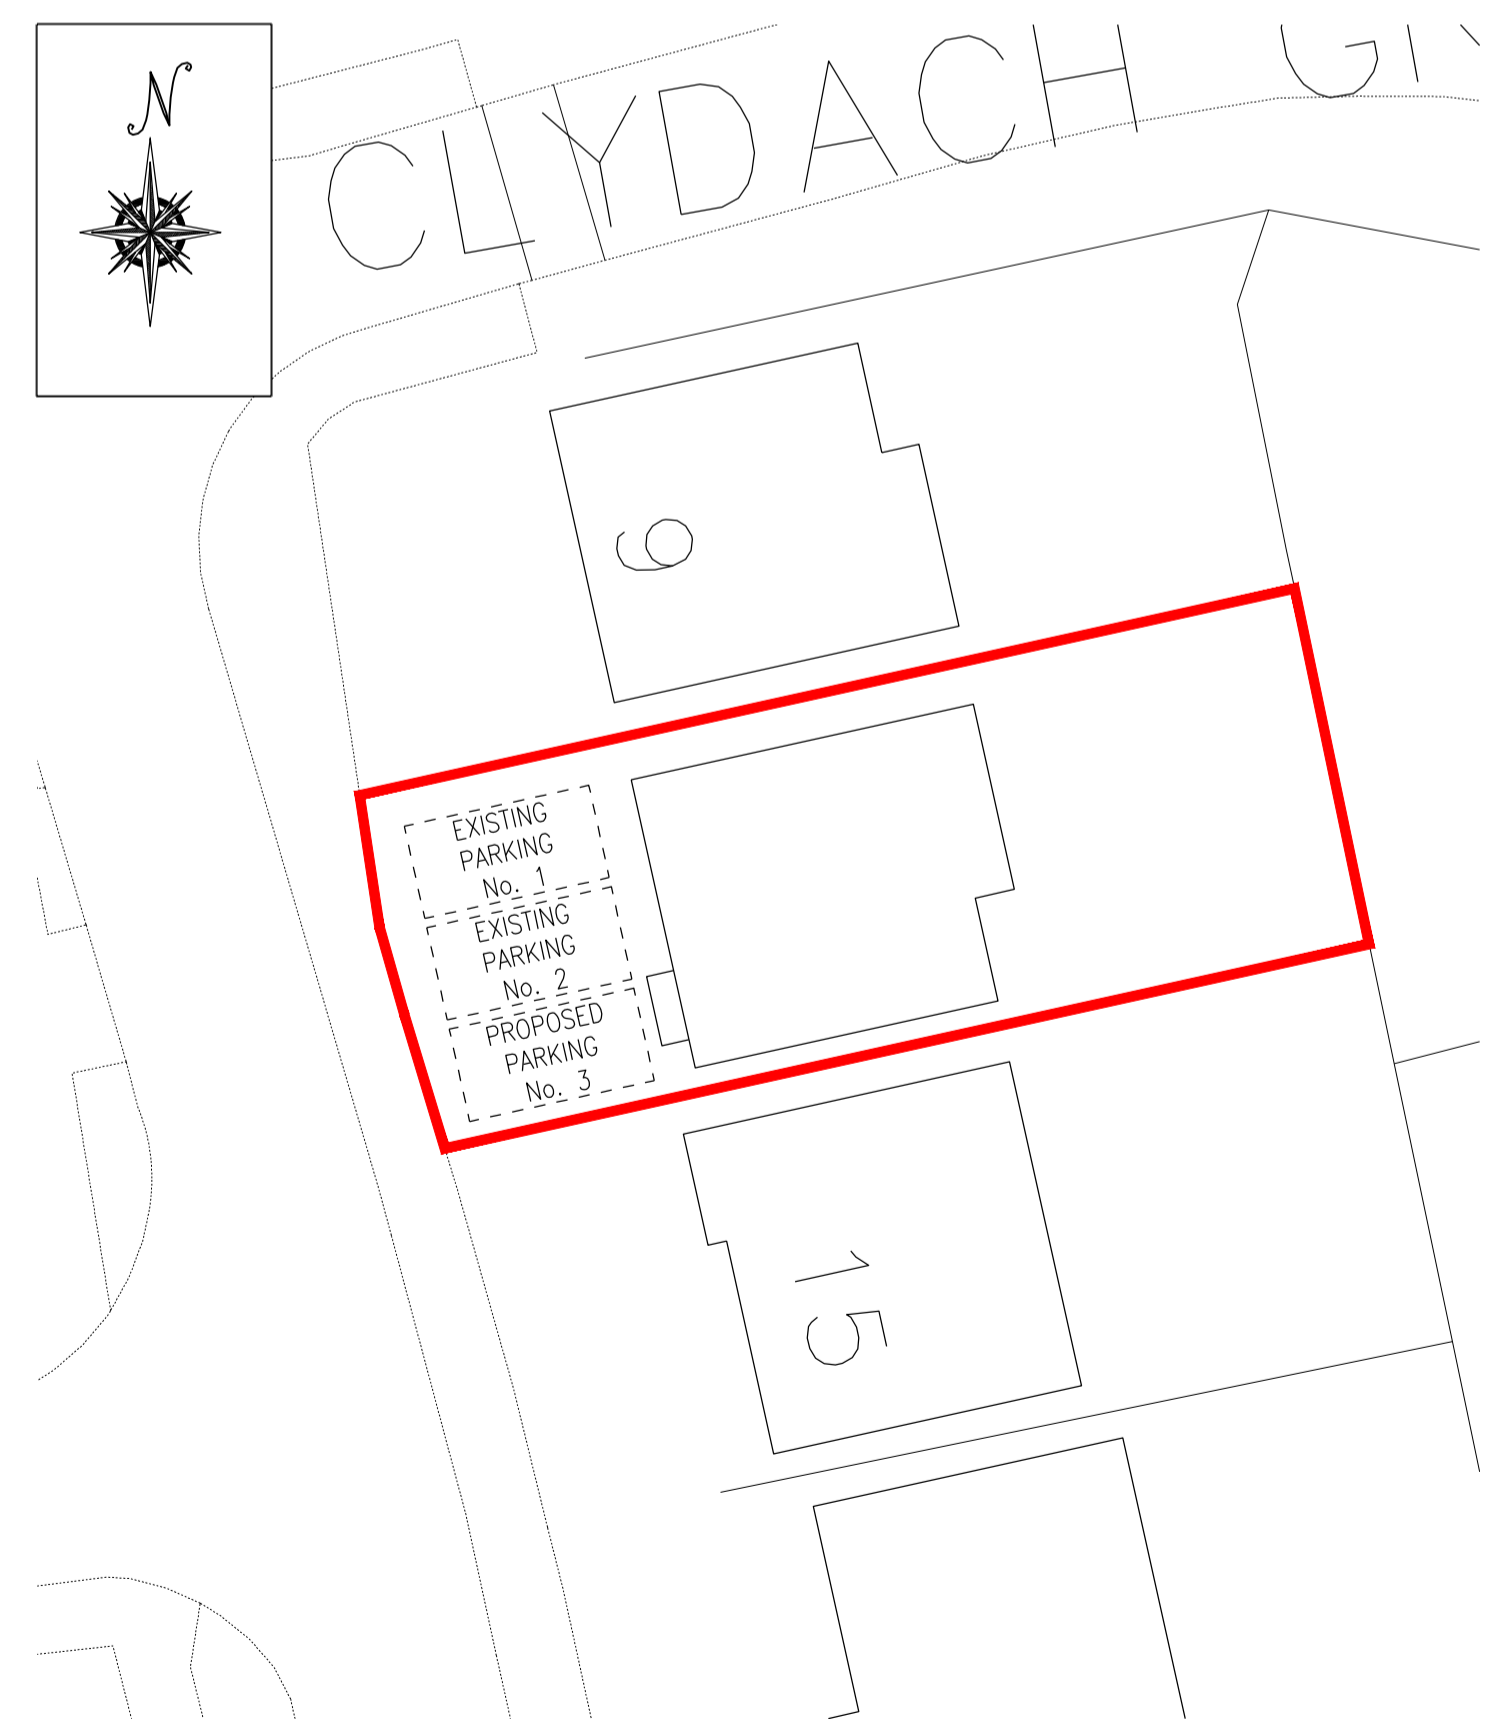 N
CLYDACH G
9
EXISTING
PARKING
No. 1
EXISTING
PARKING
No. 2
PROPOSED
PARKING
No. 3
15